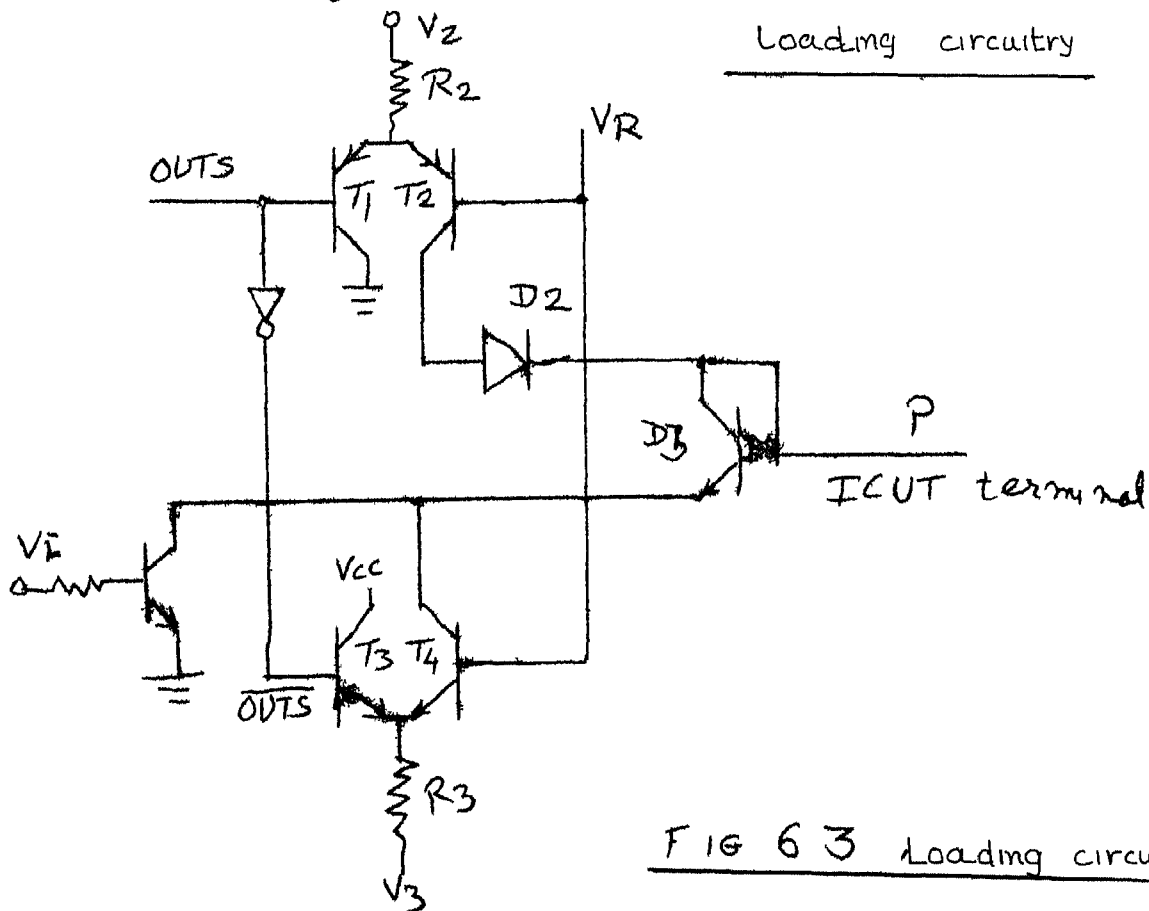 Loading circuitry
V2
R2
VR
OUTS
T1 T2
D2
D3
P
ICUT terminal
Vi
Vcc
T3 T4
OUTS
R3
V3
FIG 6 3 Loading circu